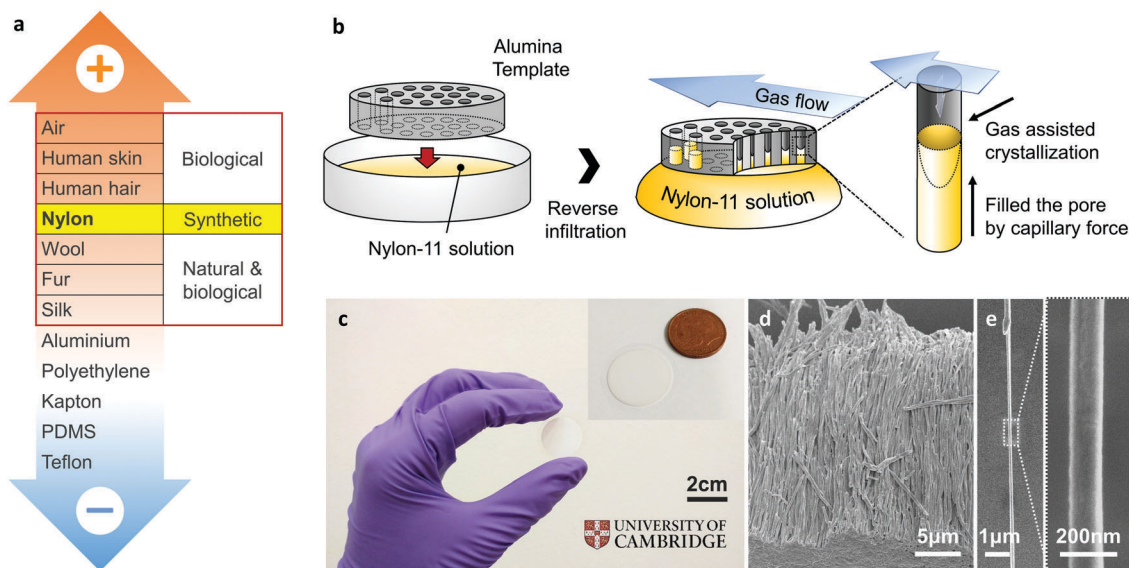 a
+
Air
Human skin
Human hair
Biological
Nylon
Synthetic
Wool
Fur
Silk
Natural &
biological
Aluminium
Polyethylene
Kapton
PDMS
Teflon
−
b
Alumina
Template
Nylon-11 solution
Reverse
infiltration
Gas flow
Nylon-11 solution
Gas assisted
crystallization
Filled the pore
by capillary force
c
2cm
UNIVERSITY OF
CAMBRIDGE
d
5μm
e
1μm
200nm